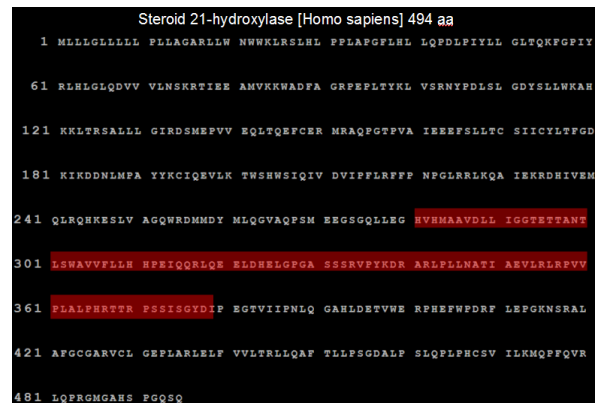 Steroid 21-hydroxylase [Homo sapiens] 494 aa
1 MLLLGLLLLL PLLAGARLLW NWWKLRSLHL PPLAPGFLHL LQPDLPIYLL GLTQKFGPIY
61 RLHLGLQDVV VLNSKRTIEE AMVKKWADFA GRPEPLTYKL VSRNYPDLSL GDYSLLWKAH
121 KKLTRSALLL GIRDSMEPVV EQLTQEFCER MRAQPGTPVA IEEEFSLLTC SIICYLTFGD
181 KIKDDNLMPA YYKCIQEVLK TWSHWSIQIV DVIPFLRFFP NPGLRRLKQA IEKRDHIVEM
241 QLRQHKESLV AGQWRDMMDY MLQGVAQPSM EEGSGQLLEG HVHMAAVDLL IGGTETTANT
301 LSWAVVFLLH HPEIQQRLQE ELDHELGPGA SSSRVPYKDR ARLPLLNATI AEVLRLRPVV
361 PLALPHRTTR PSSISGYDIP EGTVIIPNLQ GAHLDETVWE RPHEFWPDRF LEPGKNSRAL
421 AFGCGARVCL GEPLARLELF VVLTRLLQAF TLLPSGDALP SLQPLPHCSV ILKMQPFQVR
481 LQPRGMGAHS PGQSQ